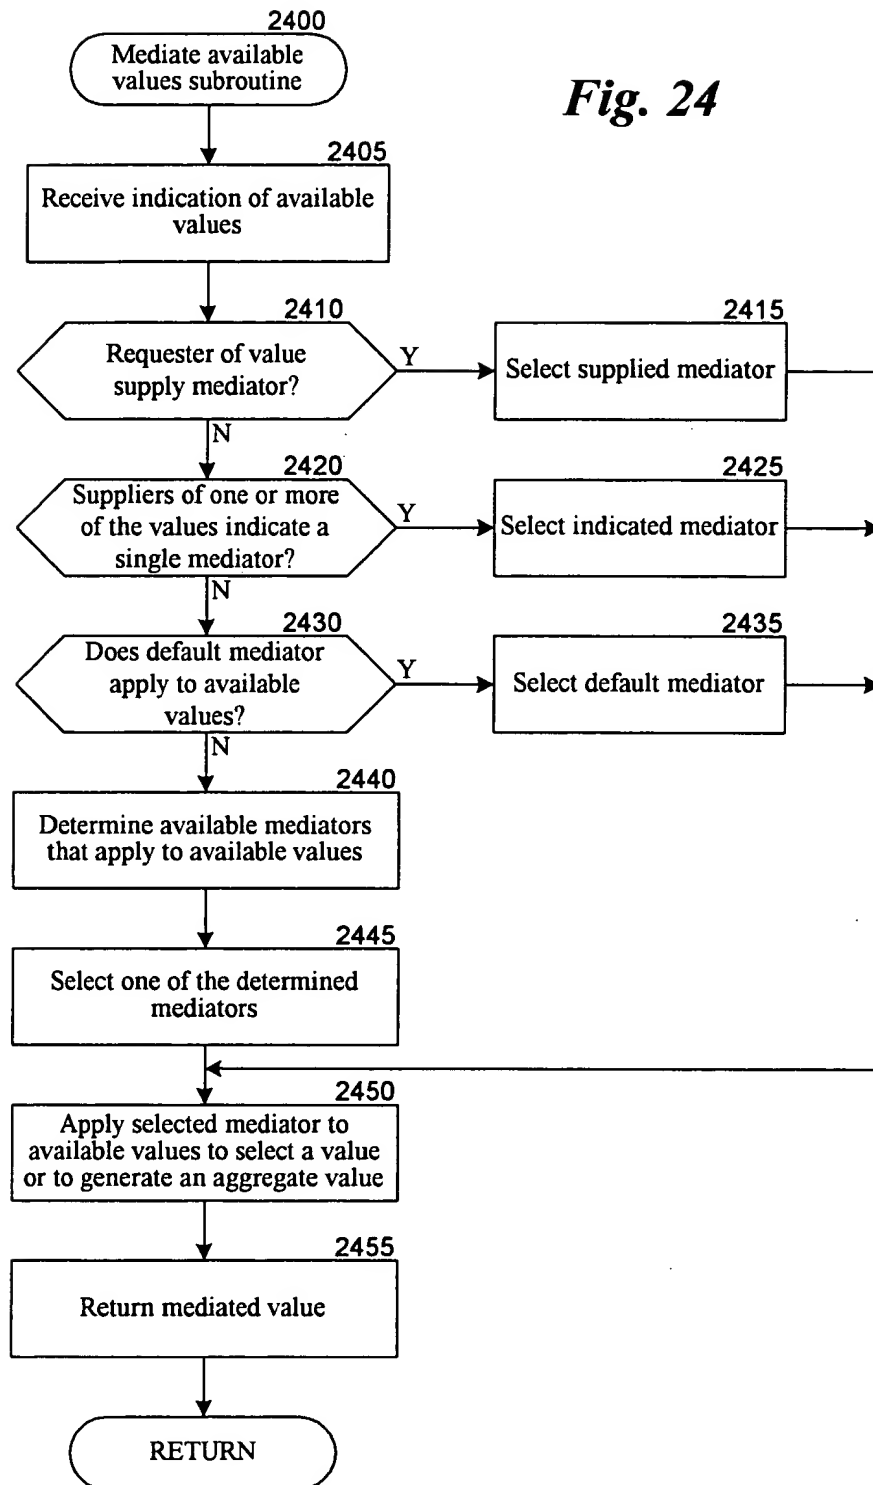 2400
Mediate available
values subroutine
Fig. 24
2405
Receive indication of available
values
2410
Requester of value
supply mediator?
Y
2415
Select supplied mediator
N
2420
Suppliers of one or more
of the values indicate a
single mediator?
Y
2425
Select indicated mediator
N
2430
Does default mediator
apply to available
values?
Y
2435
Select default mediator
N
2440
Determine available mediators
that apply to available values
2445
Select one of the determined
mediators
2450
Apply selected mediator to
available values to select a value
or to generate an aggregate value
2455
Return mediated value
RETURN